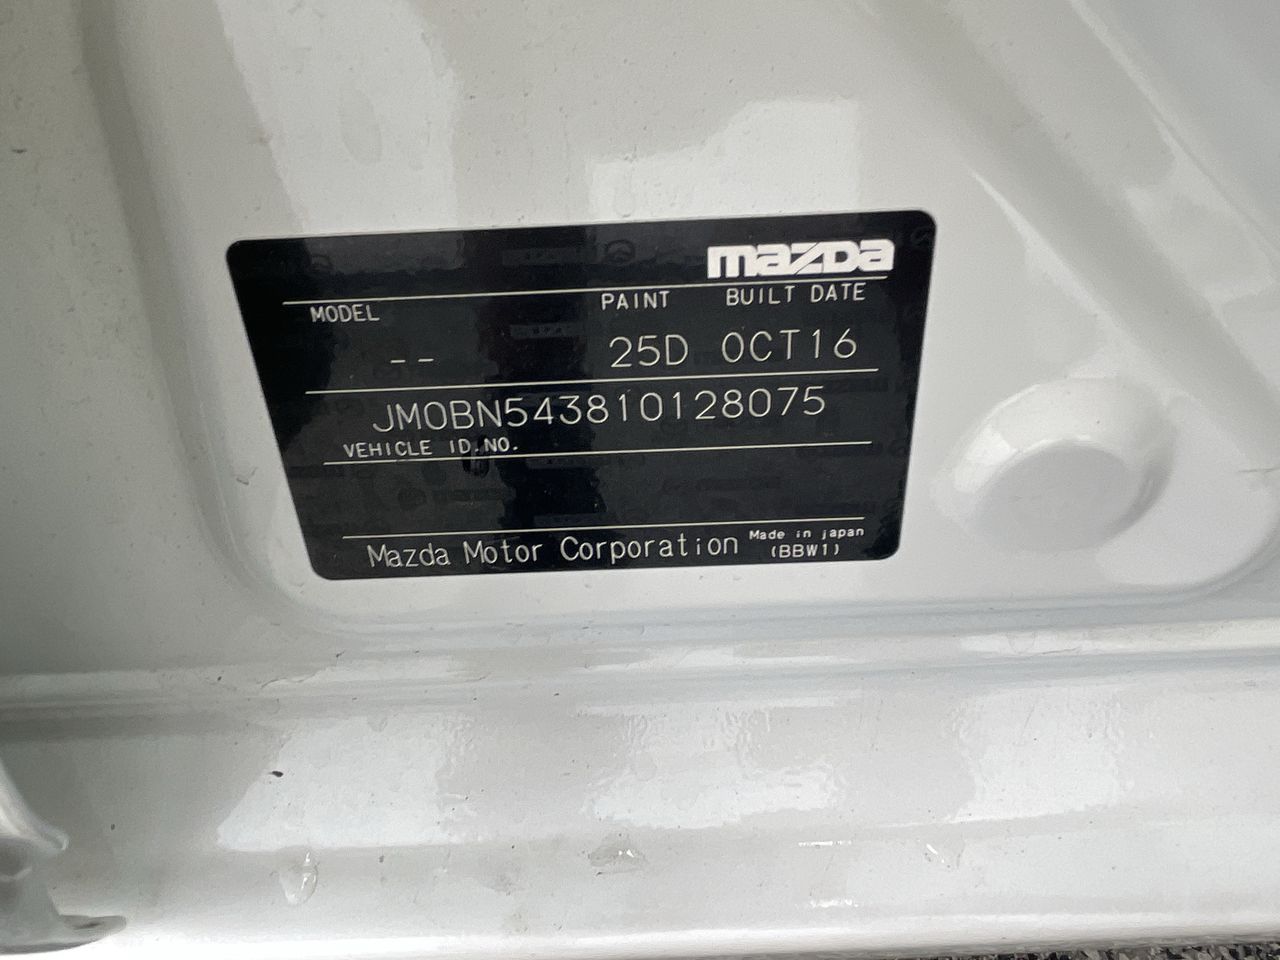 mazda
MODEL PAINT BUILT DATE
-- 25D OCT16
JM0BN543810128075
VEHICLE ID.NO.
Mazda Motor Corporation Made in japan
(BBW1)